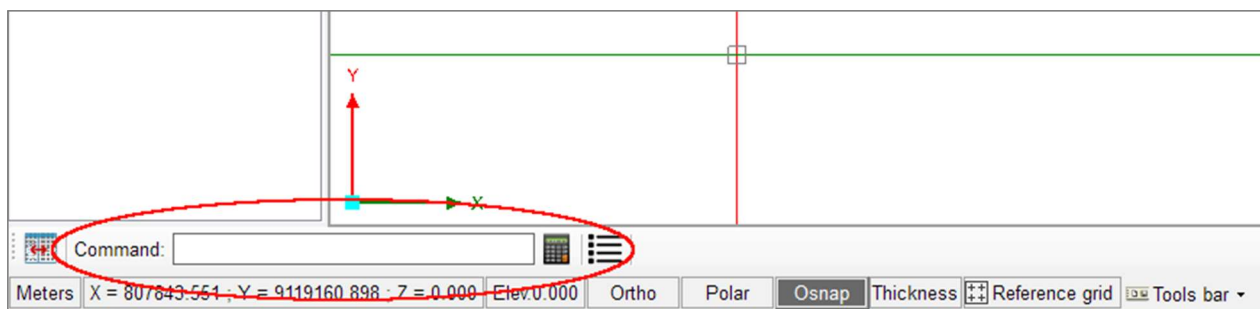 Y
X
Command:
Meters X = 807843.551 ; Y = 9119160.898 ; Z = 0.000 Elev.0.000 Ortho Polar Osnap Thickness Reference grid Tools bar